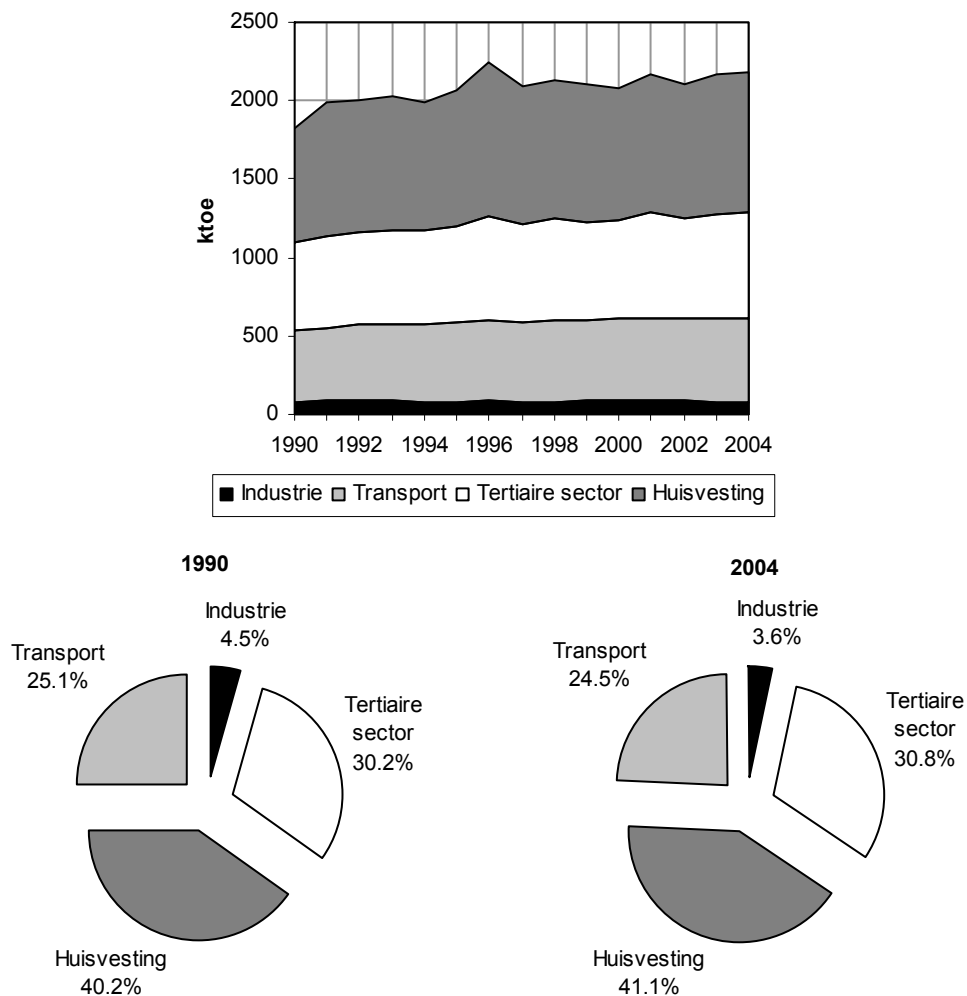 2500
2000
1500
1000
500
0
ktoe
1990 1992 1994 1996 1998 2000 2002 2004
Industrie Transport Tertiaire sector Huisvesting
1990
Industrie
4.5%
Transport
25.1%
Tertiaire
sector
30.2%
Huisvesting
40.2%
2004
Industrie
3.6%
Transport
24.5%
Tertiaire
sector
30.8%
Huisvesting
41.1%